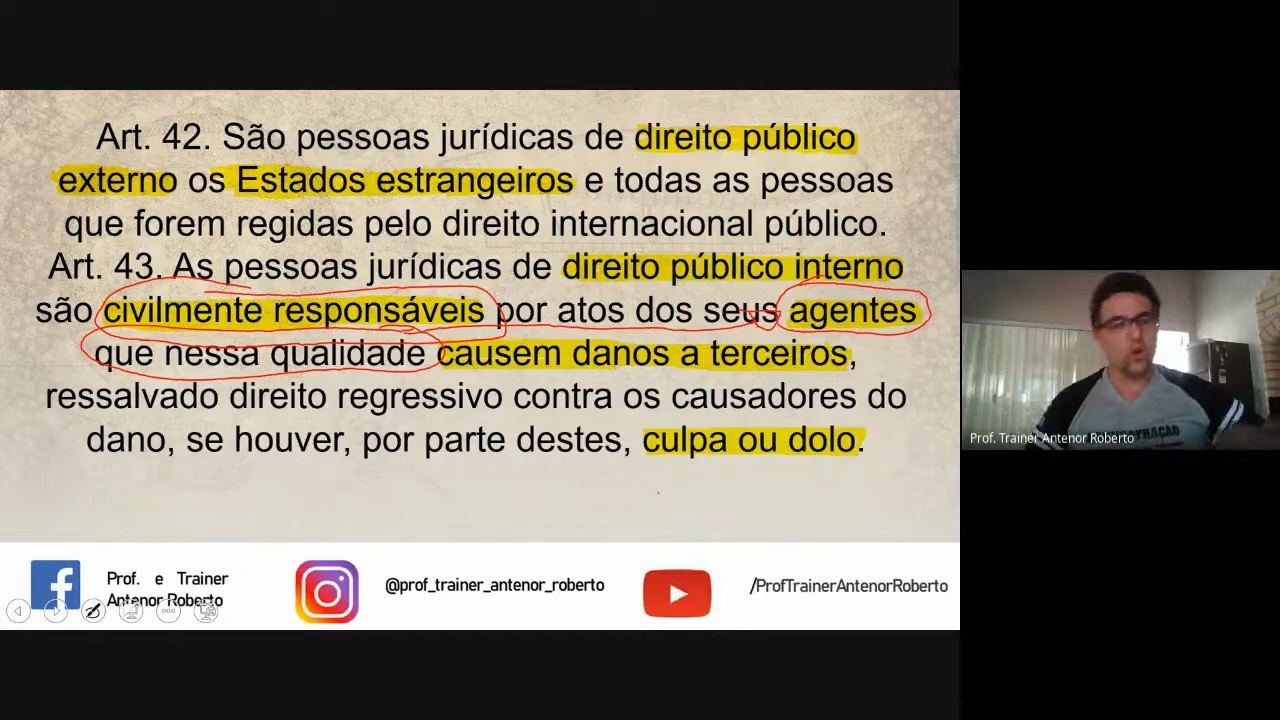 Art. 42. São pessoas jurídicas de direito público
externo os Estados estrangeiros e todas as pessoas
que forem regidas pelo direito internacional público.
Art. 43. As pessoas jurídicas de direito público interno
são civilmente responsáveis por atos dos seus agentes
que nessa qualidade causem danos a terceiros,
ressalvado direito regressivo contra os causadores do
dano, se houver, por parte destes, culpa ou dolo.
Prof. e Trainer
Antenor Roberto
@prof_trainer_antenor_roberto
/ProfTrainerAntenorRoberto
Prof. Trainer Antenor Roberto